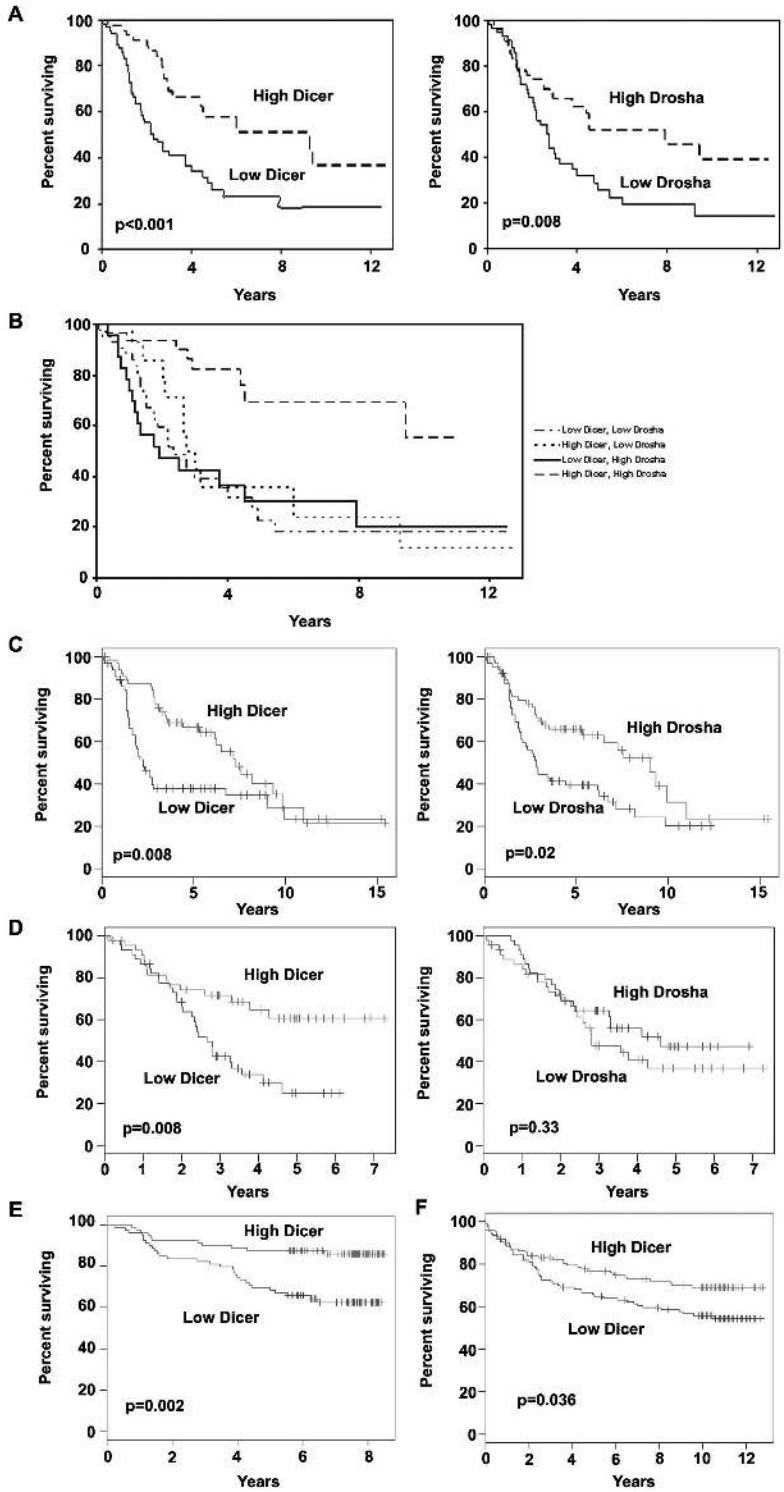 A
Percent surviving
100
80
60
40
20
0
High Dicer
Low Dicer
p<0.001
0 4 8 12
Years
Percent surviving
100
80
60
40
20
0
High Drosha
Low Drosha
p=0.008
0 4 8 12
Years
B
Percent surviving
100
80
60
40
20
0
0 4 8 12
Years
Low Dicer, Low Drosha
High Dicer, Low Drosha
Low Dicer, High Drosha
High Dicer, High Drosha
C
Percent surviving
100
80
60
40
20
0
High Dicer
Low Dicer
p=0.008
0 5 10 15
Years
Percent surviving
100
80
60
40
20
0
High Drosha
Low Drosha
p=0.02
0 5 10 15
Years
D
Percent surviving
100
80
60
40
20
0
High Dicer
Low Dicer
p=0.008
0 1 2 3 4 5 6 7
Years
Percent surviving
100
80
60
40
20
0
High Drosha
Low Drosha
p=0.33
0 1 2 3 4 5 6 7
Years
E
Percent surviving
100
80
60
40
20
0
High Dicer
Low Dicer
p=0.002
0 2 4 6 8
Years
F
Percent surviving
100
80
60
40
20
0
High Dicer
Low Dicer
p=0.036
0 2 4 6 8 10 12
Years